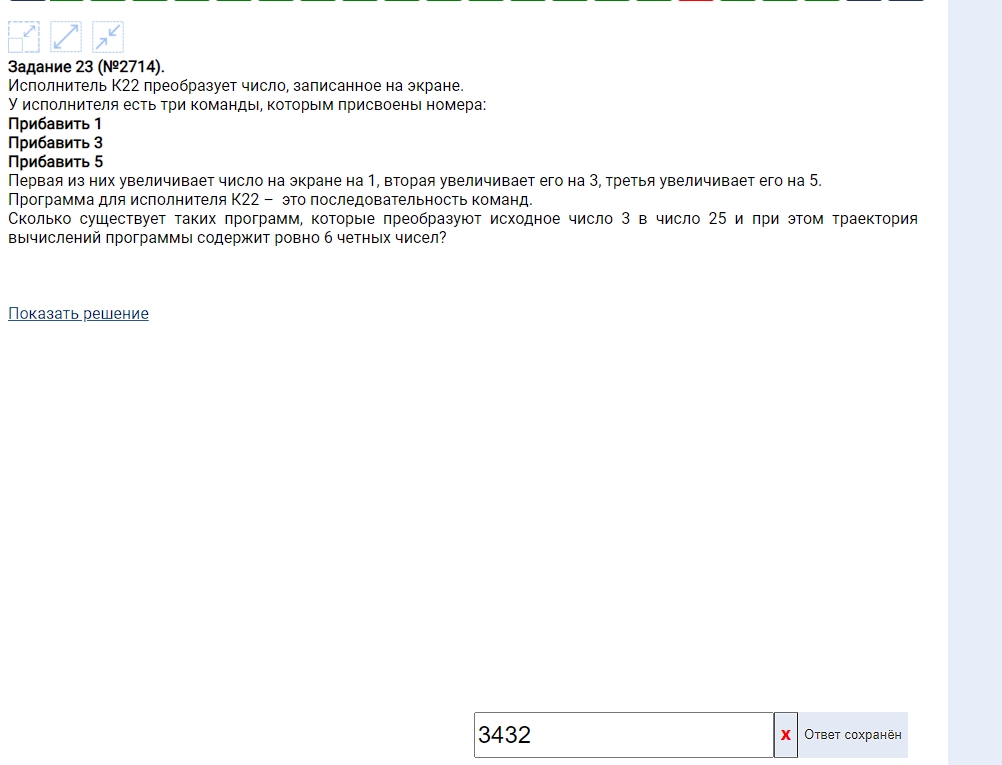 Задание 23 (№2714).
Исполнитель К22 преобразует число, записанное на экране.
У исполнителя есть три команды, которым присвоены номера:
Прибавить 1
Прибавить 3
Прибавить 5
Первая из них увеличивает число на экране на 1, вторая увеличивает его на 3, третья увеличивает его на 5.
Программа для исполнителя К22 – это последовательность команд.
Сколько существует таких программ, которые преобразуют исходное число 3 в число 25 и при этом траектория
вычислений программы содержит ровно 6 четных чисел?
Показать решение
3432 x Ответ сохранён